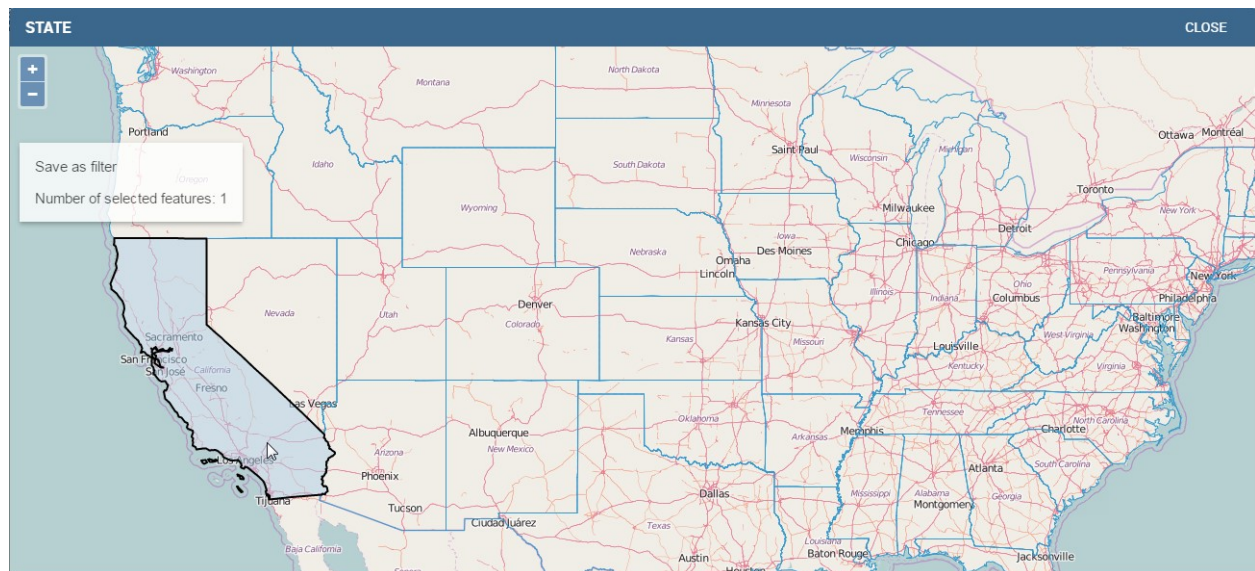 STATE
CLOSE
+
−
Washington
Montana
North Dakota
Minnesota
Portland
Ottawa
Montréal
Save as filter
Number of selected features: 1
Oregon
Idaho
South Dakota
Saint Paul
Wisconsin
Michigan
Toronto
Wyoming
Milwaukee
New York
Detroit
Chicago
Iowa
Des Moines
Nebraska
Omaha
Lincoln
Pennsylvania
New York
Ohio
Columbus
Philadelphia
Illinois
Indiana
Nevada
Utah
Denver
Colorado
Kansas City
Missouri
Kansas
Baltimore
Washington
West Virginia
Sacramento
San Francisco
San José
California
Fresno
Louisville
Kentucky
Virginia
Las Vegas
Oklahoma
Tennessee
North Carolina
Charlotte
Memphis
Arkansas
Albuquerque
New Mexico
Arizona
Phoenix
Los Angeles
Atlanta
South Carolina
Tijuana
Tucson
Dallas
Mississippi
Alabama
Georgia
Montgomery
Ciudad Juárez
Texas
Baja California
Louisiana
Austin
Baton Rouge
Jacksonville
Houston